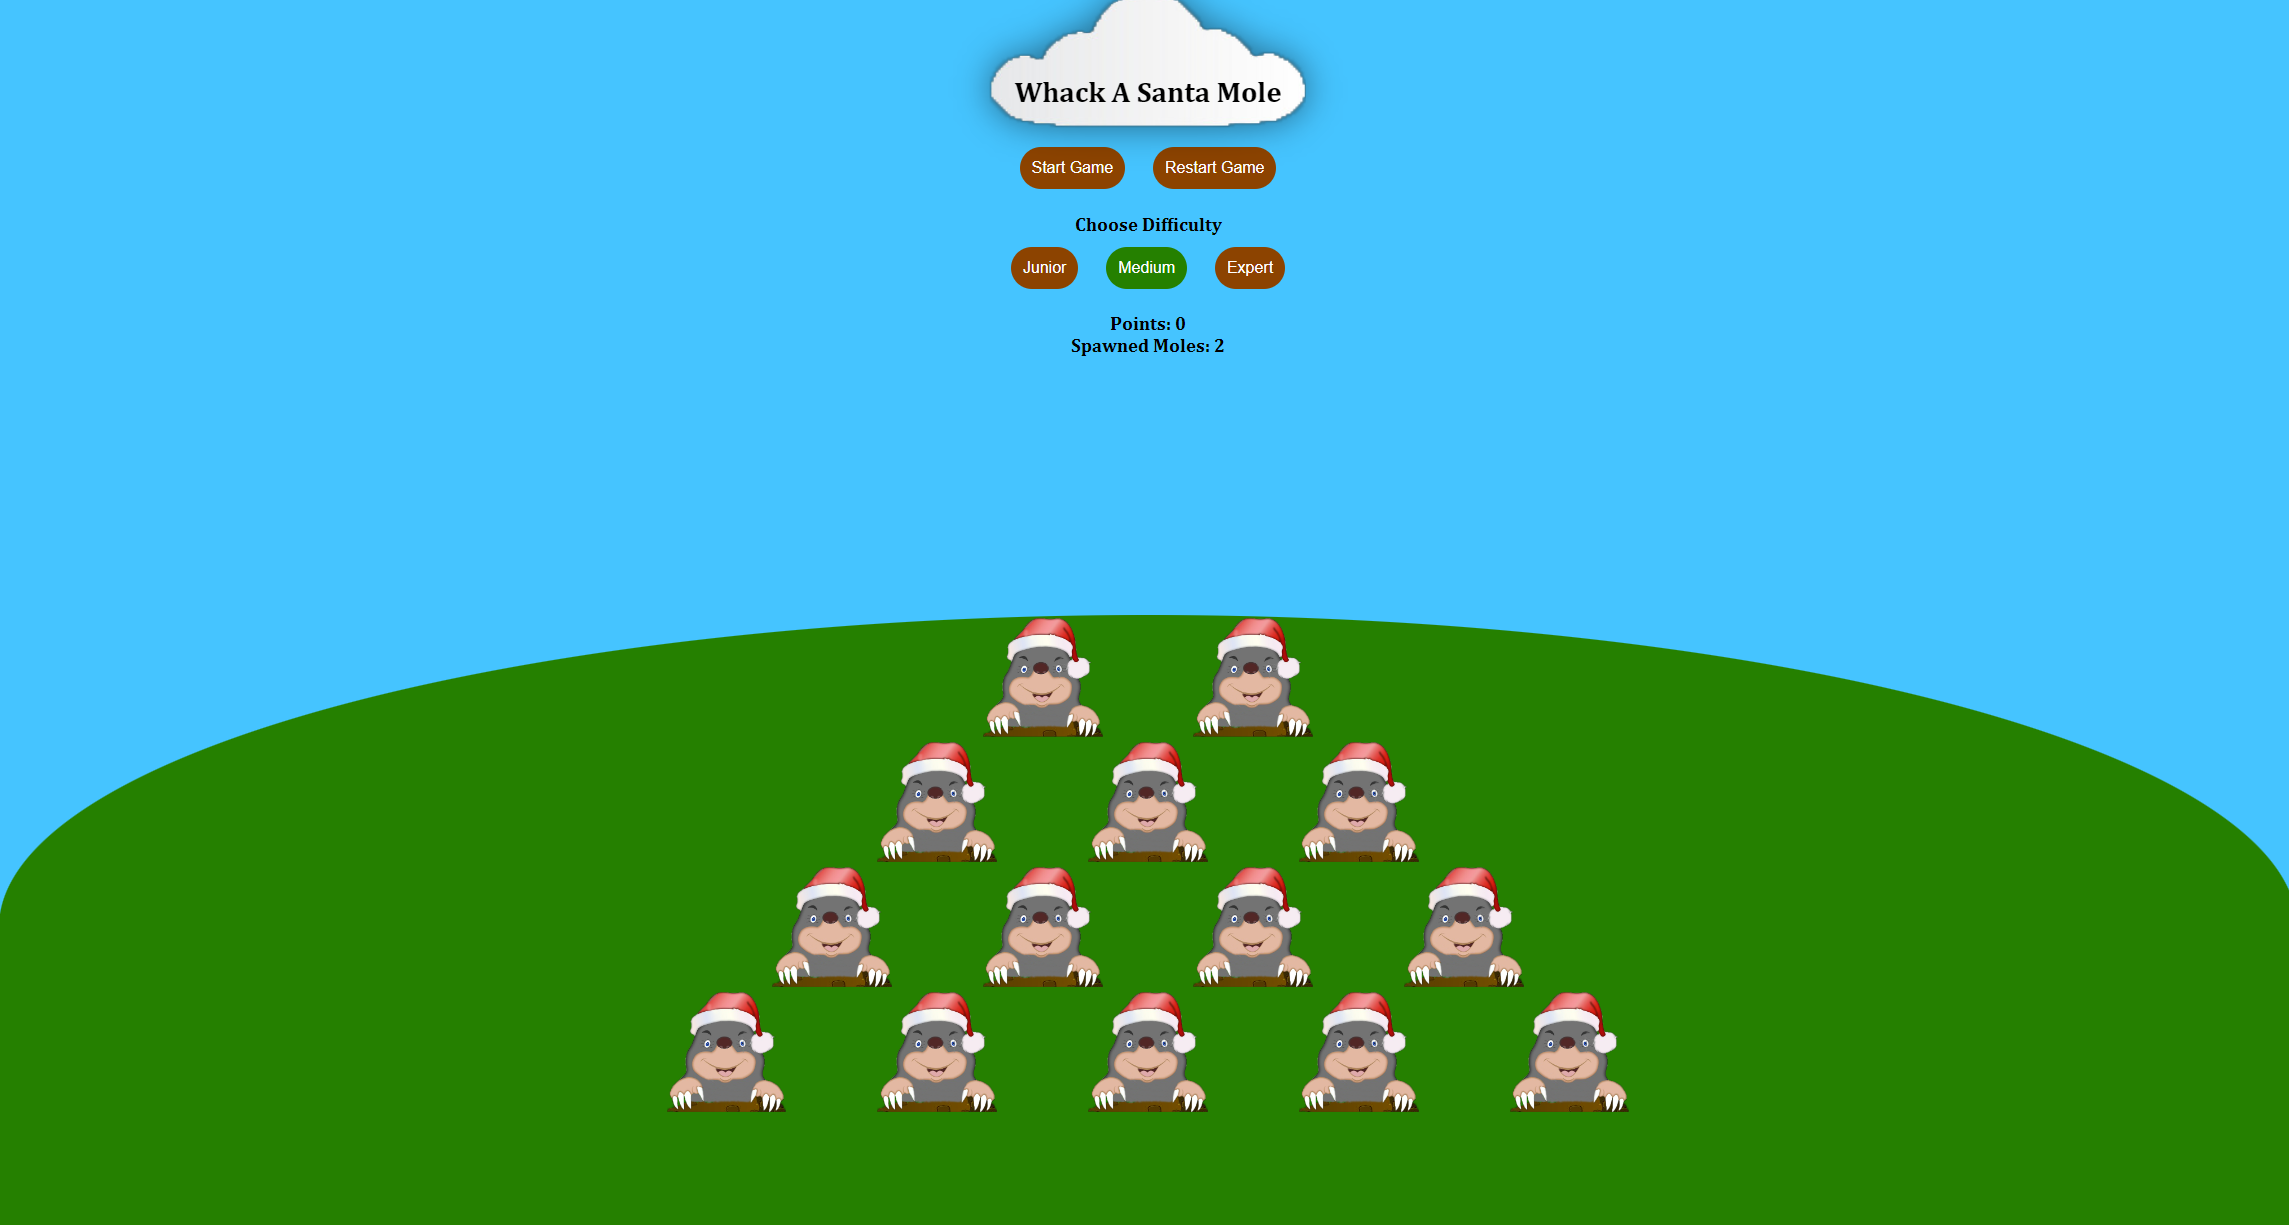 Whack A Santa Mole
Start Game Restart Game
Choose Difficulty
Junior Medium Expert
Points: 0
Spawned Moles: 2